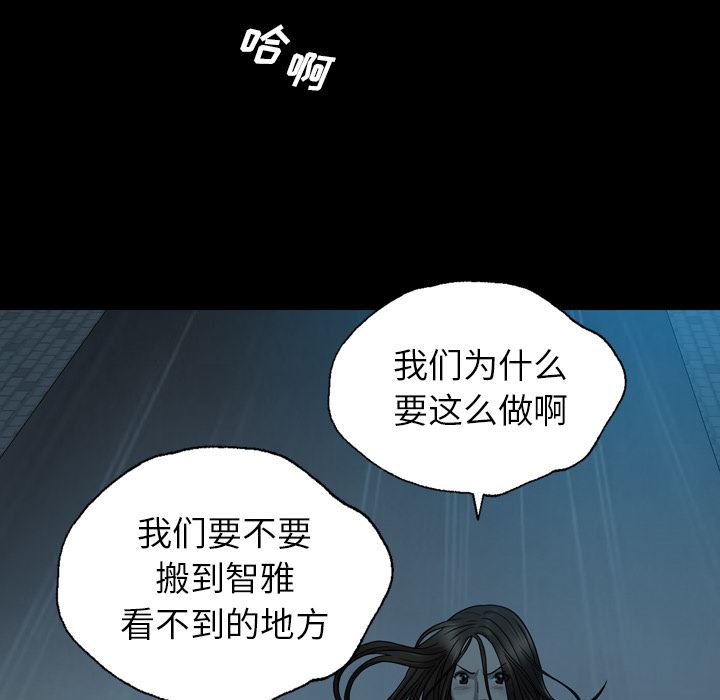 哈啊
我们为什么
要这么做啊
我们要不要
搬到智雅
看不到的地方